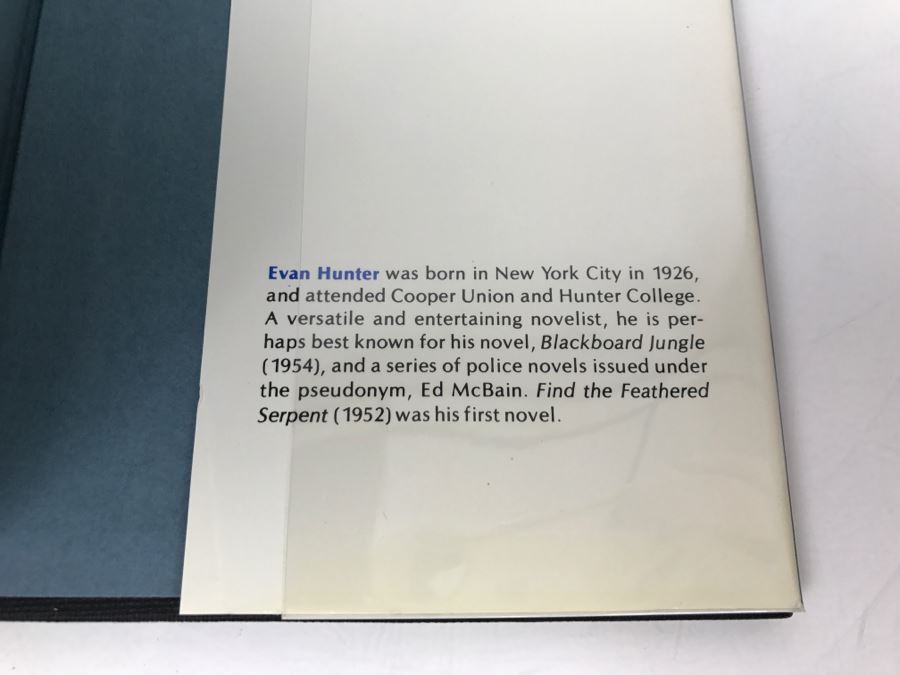 Evan Hunter was born in New York City in 1926,
and attended Cooper Union and Hunter College.
A versatile and entertaining novelist, he is per-
haps best known for his novel, Blackboard Jungle
(1954), and a series of police novels issued under
the pseudonym, Ed McBain. Find the Feathered
Serpent (1952) was his first novel.